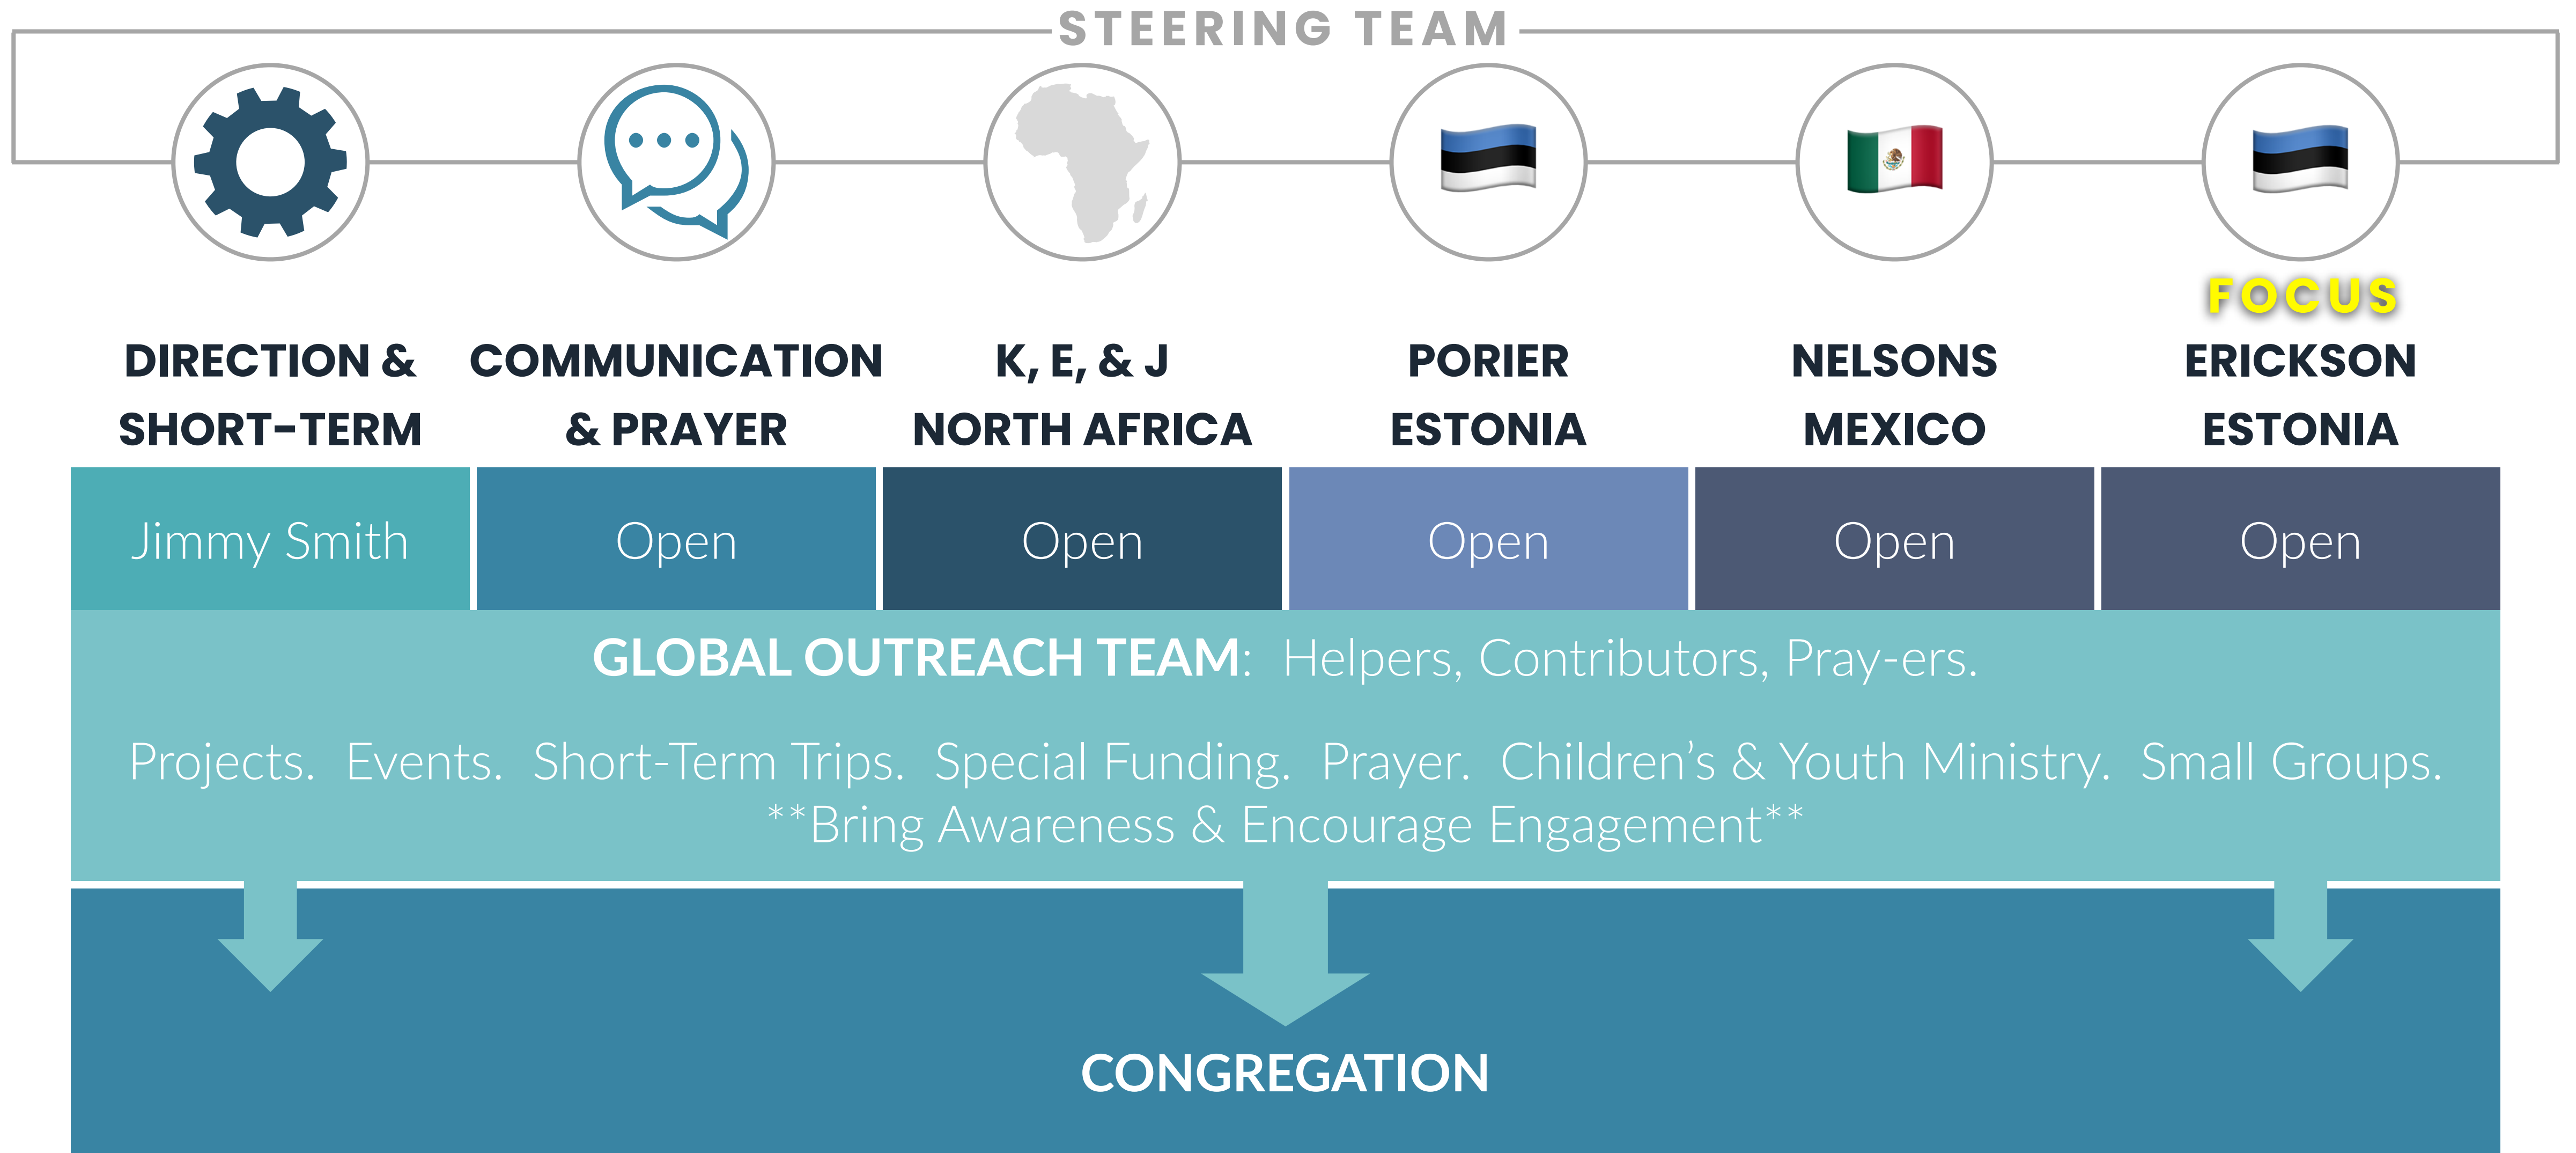 STEERING TEAM
FOCUS
DIRECTION &
SHORT-TERM
COMMUNICATION
& PRAYER
K, E, & J
NORTH AFRICA
PORIER
ESTONIA
NELSONS
MEXICO
ERICKSON
ESTONIA
Jimmy Smith
Open
Open
Open
Open
Open
GLOBAL OUTREACH TEAM: Helpers, Contributors, Pray-ers.
Projects. Events. Short-Term Trips. Special Funding. Prayer. Children’s & Youth Ministry. Small Groups.
**Bring Awareness & Encourage Engagement**
CONGREGATION